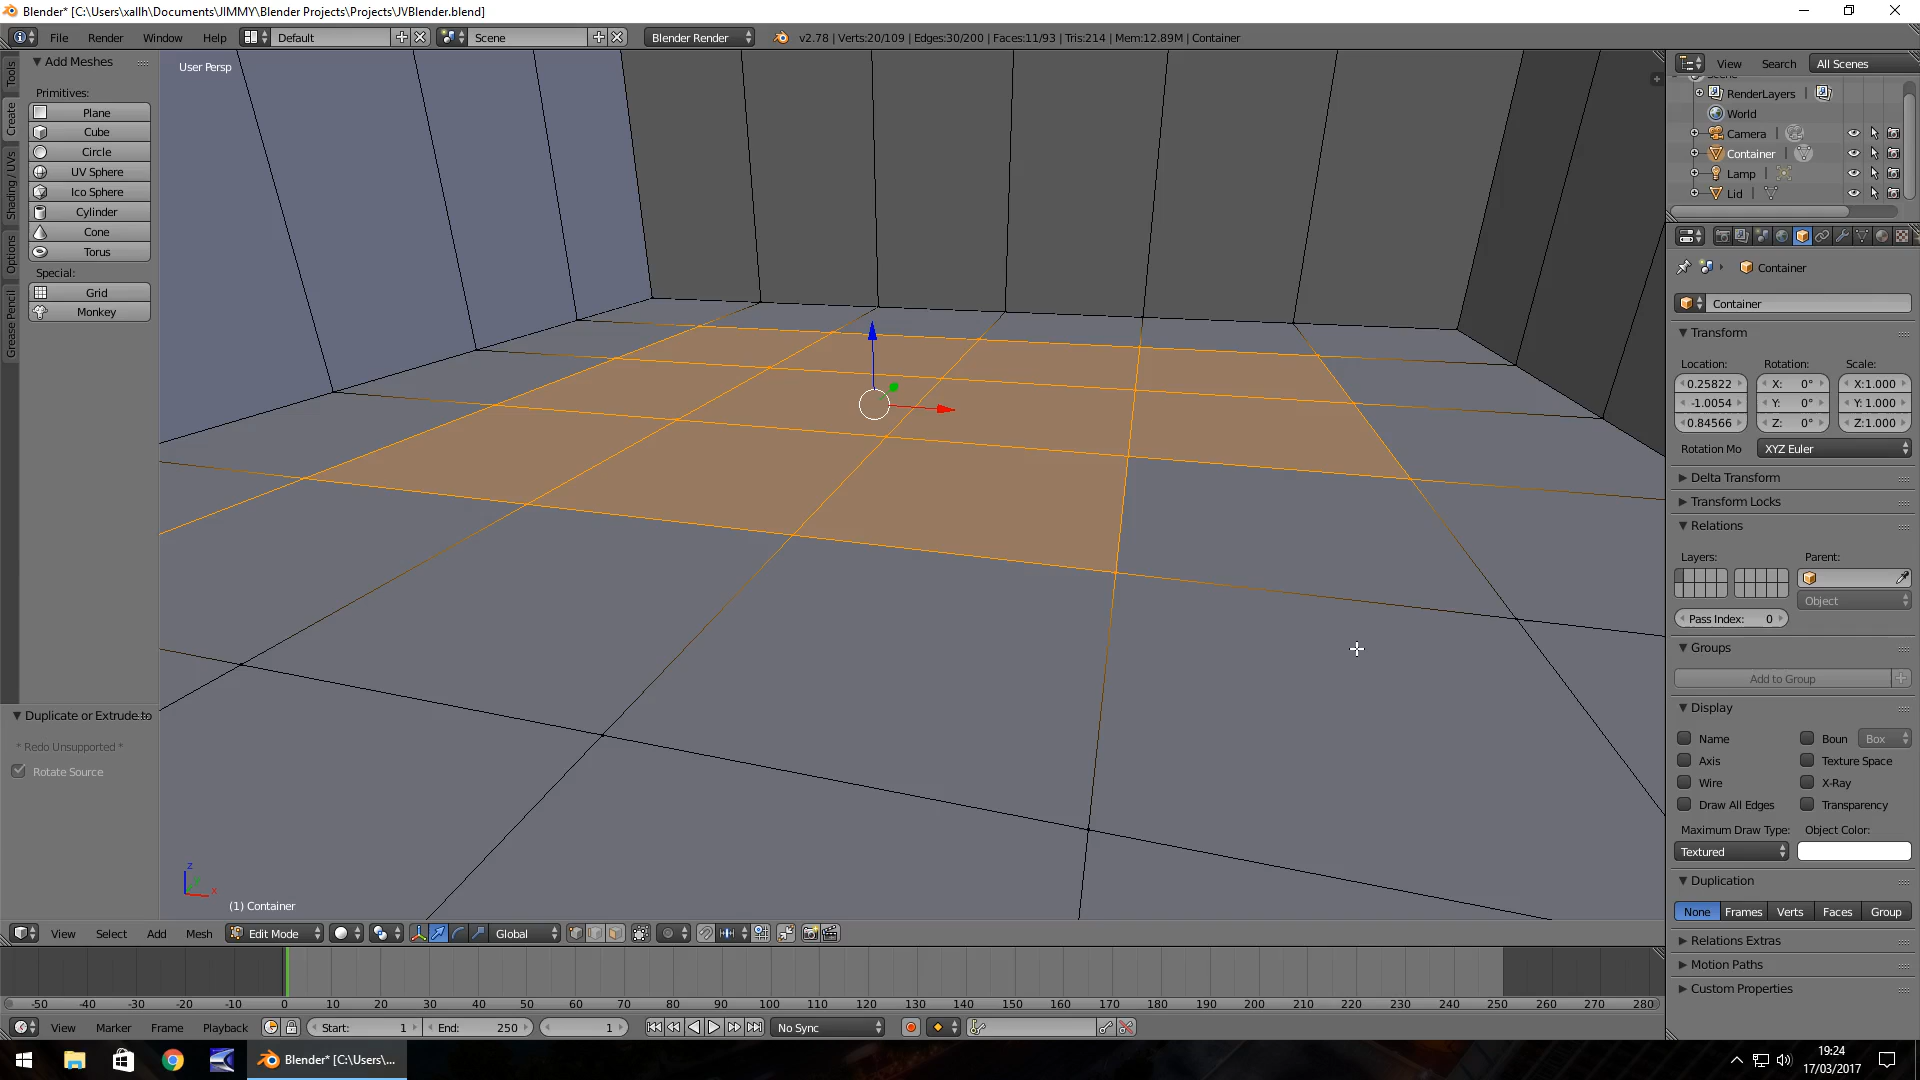 Blender* [C:\Users\xallh\Documents\JIMMY\Blender Projects\Projects\JVBlender.blend]
File Render Window Help Default Scene Blender Render v2.78 | Verts:20/109 | Edges:30/200 | Faces:11/93 | Tris:214 | Mem:12.89M | Container
Tools
Create
Shading / UVs
Options
Grease Pencil
Add Meshes
Primitives:
Plane
Cube
Circle
UV Sphere
Ico Sphere
Cylinder
Cone
Torus
Special:
Grid
Monkey
Duplicate or Extrude to
* Redo Unsupported *
Rotate Source
User Persp
z
x
(1) Container
View Select Add Mesh Edit Mode Global
View Search All Scenes
RenderLayers
World
Camera
Container
Lamp
Lid
Container
Container
Transform
Location: Rotation: Scale:
0.25822 X: 0° X:1.000
-1.0054 Y: 0° Y: 1.000
0.84566 Z: 0° Z:1.000
Rotation Mo XYZ Euler
Delta Transform
Transform Locks
Relations
Layers: Parent:
Object
Pass Index: 0
Groups
Add to Group
Display
Name Boun Box
Axis Texture Space
Wire X-Ray
Draw All Edges Transparency
Maximum Draw Type: Object Color:
Textured
Duplication
None Frames Verts Faces Group
Relations Extras
Motion Paths
Custom Properties
-50 -40 -30 -20 -10 0 10 20 30 40 50 60 70 80 90 100 110 120 130 140 150 160 170 180 190 200 210 220 230 240 250 260 270 280
View Marker Frame Playback Start: 1 End: 250 1 No Sync
Blender* [C:\Users\...
19:24
17/03/2017